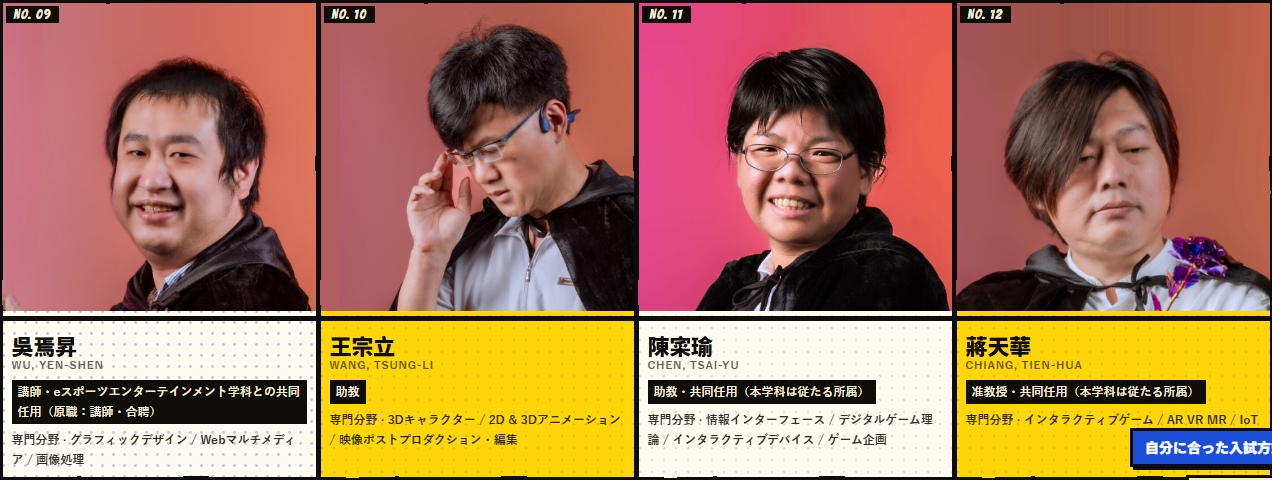 NO. 09
吳焉昇
WU, YEN-SHEN
講師・eスポーツエンターテインメント学科との共同
任用（原職：講師・合聘）
専門分野・グラフィックデザイン / Webマルチメディ
ア / 画像処理
NO. 10
王宗立
WANG, TSUNG-LI
助教
専門分野・3Dキャラクター / 2D & 3Dアニメーション
/ 映像ポストプロダクション・編集
NO. 11
陳寀瑜
CHEN, TSAI-YU
助教・共同任用（本学科は従たる所属）
専門分野・情報インターフェース / デジタルゲーム理
論 / インタラクティブデバイス / ゲーム企画
NO. 12
蔣天華
CHIANG, TIEN-HUA
准教授・共同任用（本学科は従たる所属）
専門分野・インタラクティブゲーム / AR VR MR / IoT
自分に合った入試方